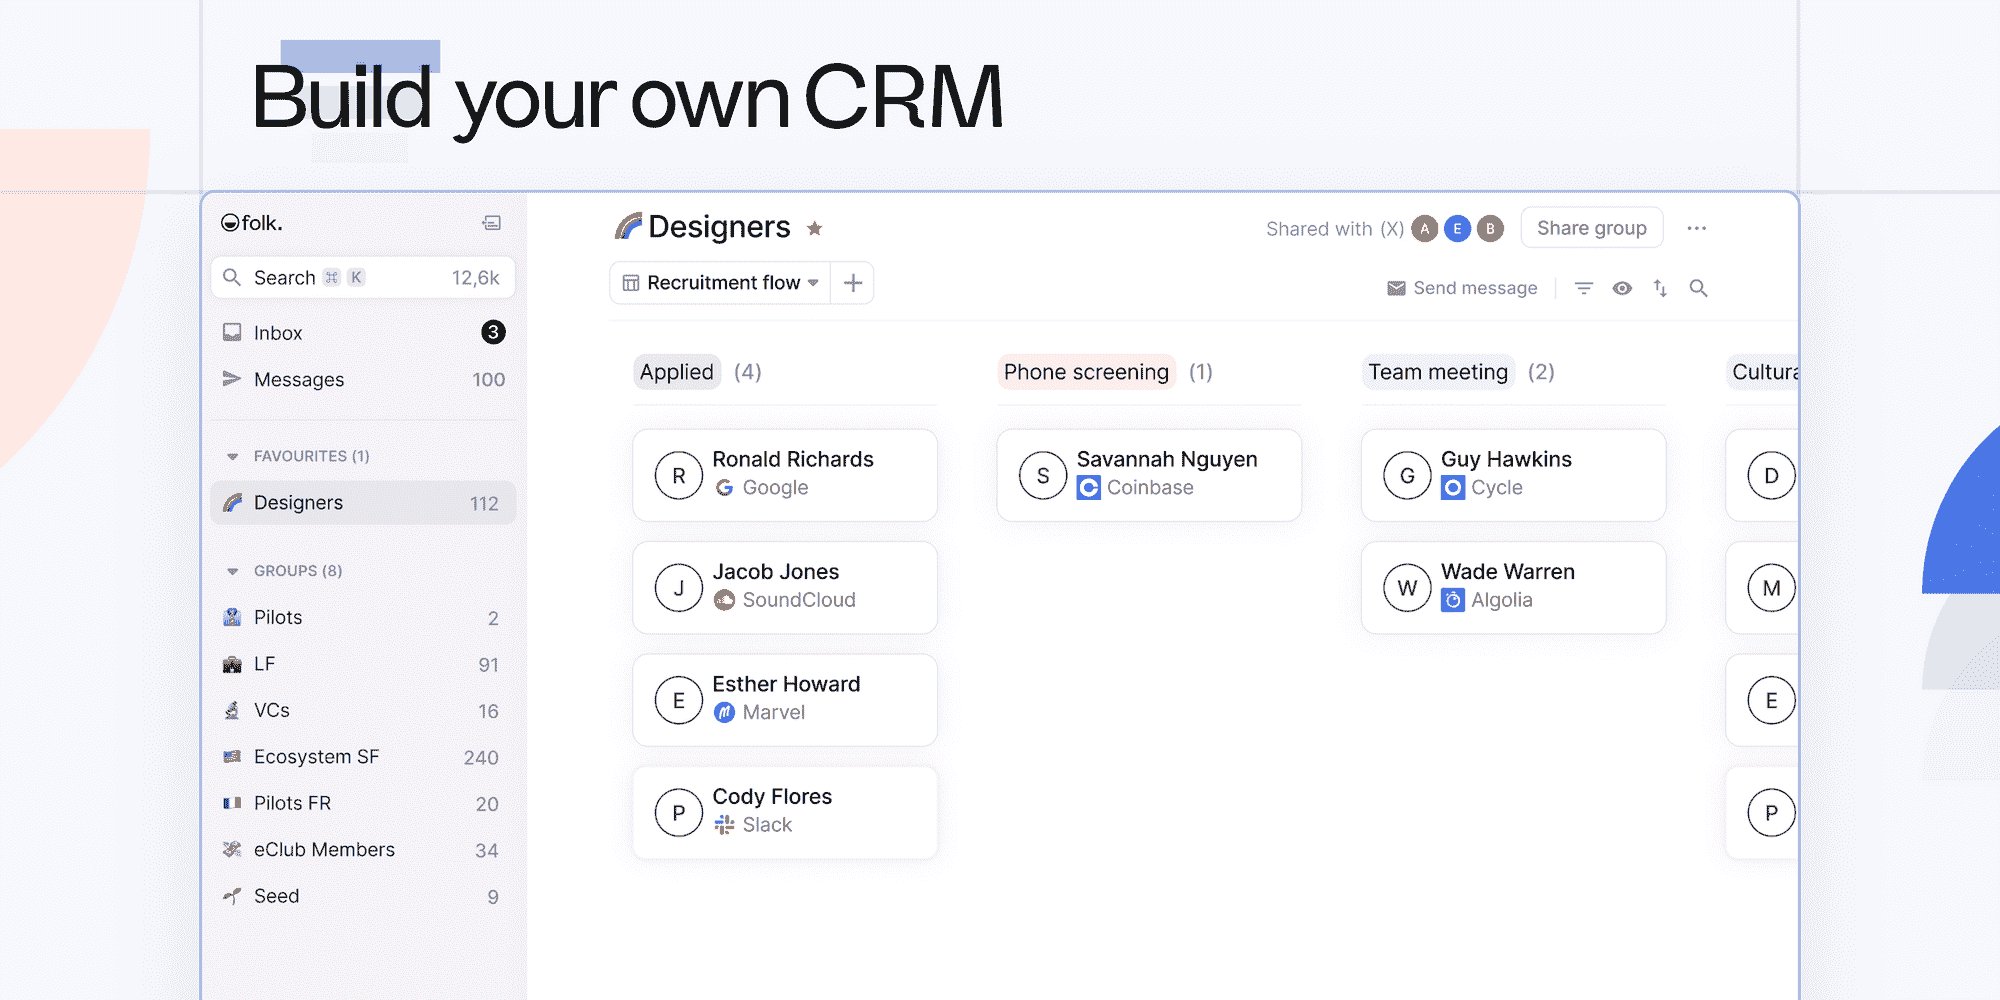 Build your own CRM
folk.
Search ⌘ K 12,6k
Inbox 3
Messages 100
FAVOURITES (1)
Designers 112
GROUPS (8)
Pilots 2
LF 91
VCs 16
Ecosystem SF 240
Pilots FR 20
eClub Members 34
Seed 9
Designers
Shared with (X) A E B Share group
Recruitment flow
Send message
Applied (4)
R Ronald Richards
Google
J Jacob Jones
SoundCloud
E Esther Howard
Marvel
P Cody Flores
Slack
Phone screening (1)
S Savannah Nguyen
Coinbase
Team meeting (2)
G Guy Hawkins
Cycle
W Wade Warren
Algolia
Cultura
D
M
E
P